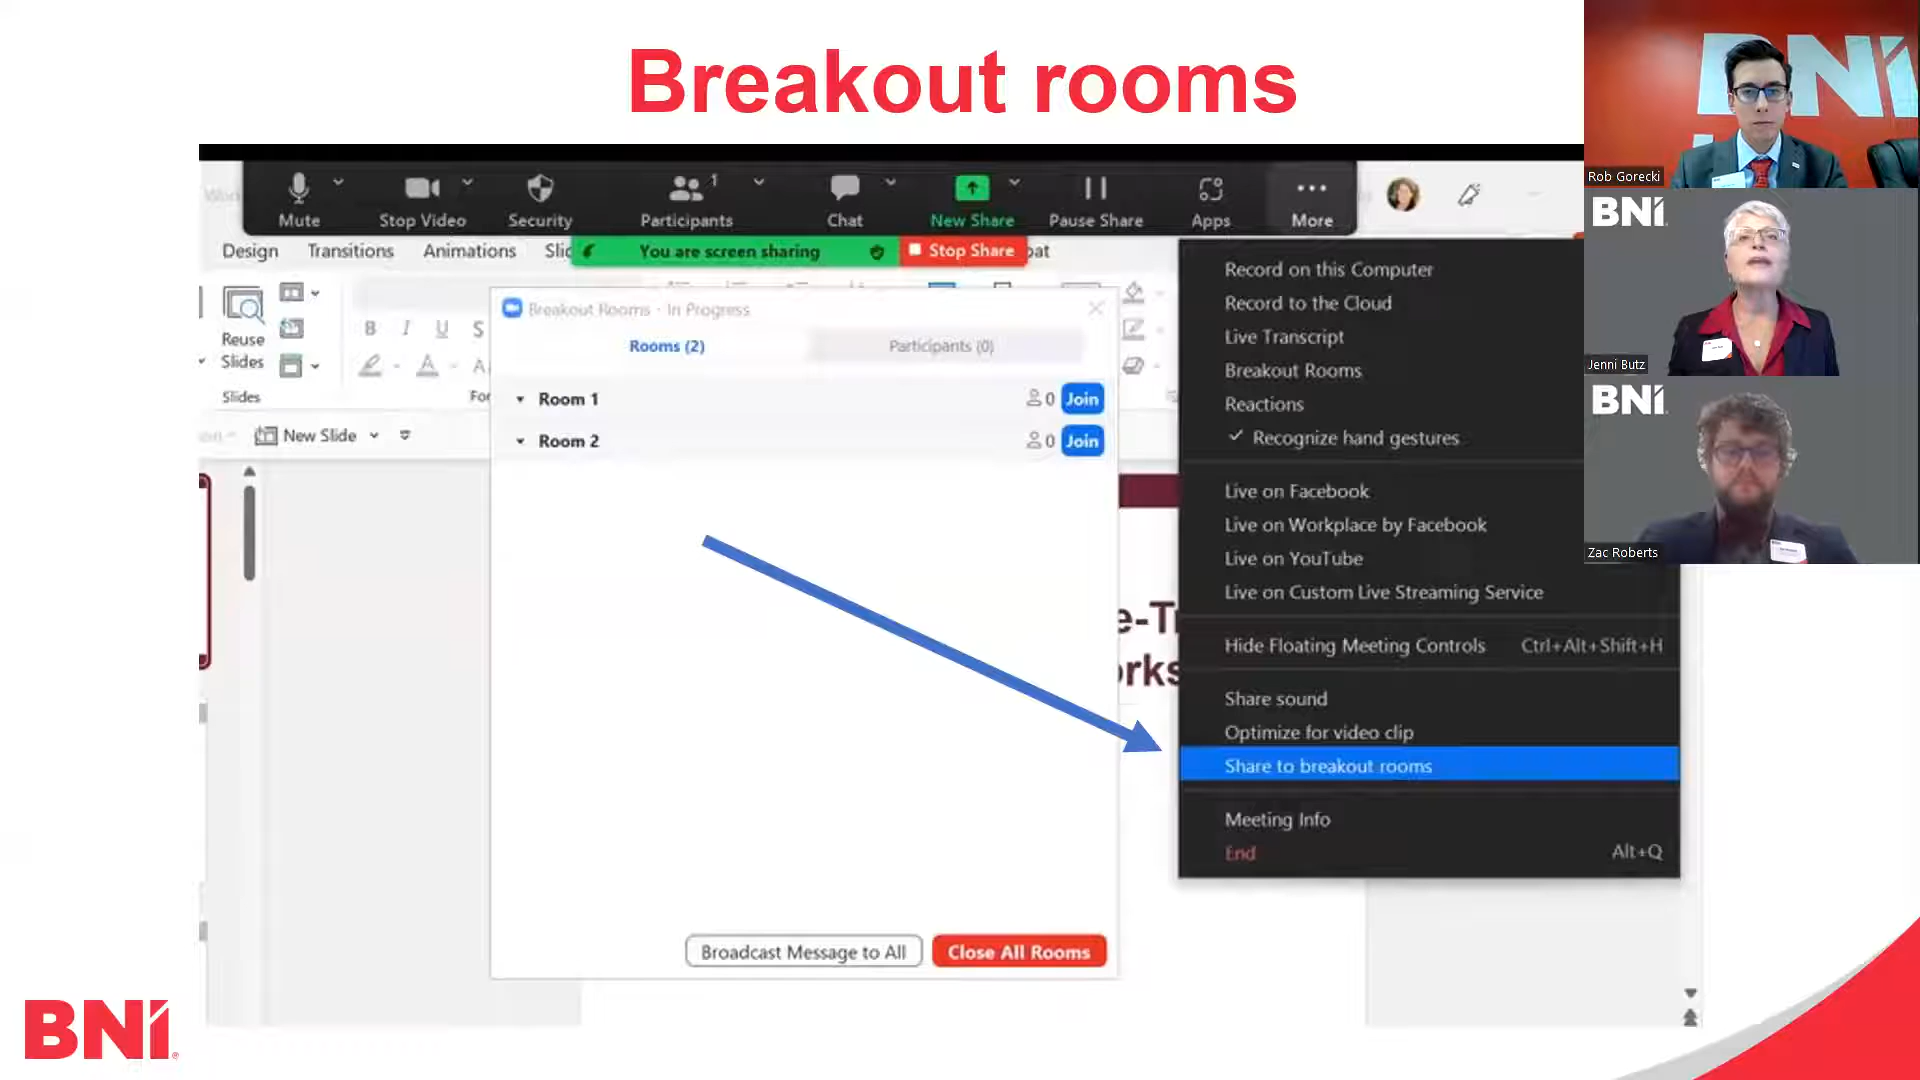 Breakout rooms
BNI
Rob Gorecki
BNI
Jenni Butz
BNI
Zac Roberts
Mute
Stop Video
Security
1
Participants
Chat
New Share
Pause Share
Apps
More
Design
Transitions
Animations
You are screen sharing
Stop Share
Reuse
Slides
Slides
B I U S
New Slide
Breakout Rooms - In Progress
Rooms (2)
Participants (0)
Room 1
0
Join
Room 2
0
Join
Broadcast Message to All
Close All Rooms
Record on this Computer
Record to the Cloud
Live Transcript
Breakout Rooms
Reactions
Recognize hand gestures
Live on Facebook
Live on Workplace by Facebook
Live on YouTube
Live on Custom Live Streaming Service
Hide Floating Meeting Controls Ctrl+Alt+Shift+H
Share sound
Optimize for video clip
Share to breakout rooms
Meeting Info
End Alt+Q
BNI